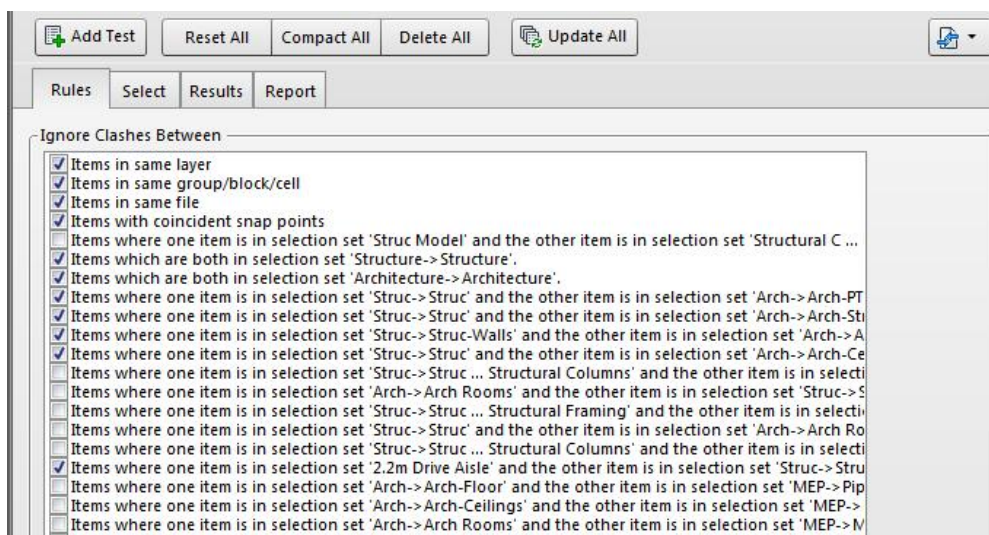 Add Test Reset All Compact All Delete All Update All
Rules Select Results Report
Ignore Clashes Between
Items in same layer
Items in same group/block/cell
Items in same file
Items with coincident snap points
Items where one item is in selection set 'Struc Model' and the other item is in selection set 'Structural C ...
Items which are both in selection set 'Structure->Structure'.
Items which are both in selection set 'Architecture->Architecture'.
Items where one item is in selection set 'Struc->Struc' and the other item is in selection set 'Arch->Arch-PT
Items where one item is in selection set 'Struc->Struc' and the other item is in selection set 'Arch->Arch-Str
Items where one item is in selection set 'Struc->Struc-Walls' and the other item is in selection set 'Arch->A
Items where one item is in selection set 'Struc->Struc' and the other item is in selection set 'Arch->Arch-Ce
Items where one item is in selection set 'Struc->Struc ... Structural Columns' and the other item is in selecti
Items where one item is in selection set 'Arch->Arch Rooms' and the other item is in selection set 'Struc->S
Items where one item is in selection set 'Struc->Struc ... Structural Framing' and the other item is in selecti
Items where one item is in selection set 'Struc->Struc' and the other item is in selection set 'Arch->Arch Ro
Items where one item is in selection set 'Struc->Struc ... Structural Columns' and the other item is in selecti
Items where one item is in selection set '2.2m Drive Aisle' and the other item is in selection set 'Struc->Stru
Items where one item is in selection set 'Arch->Arch-Floor' and the other item is in selection set 'MEP->Pip
Items where one item is in selection set 'Arch->Arch-Ceilings' and the other item is in selection set 'MEP->
Items where one item is in selection set 'Arch->Arch Rooms' and the other item is in selection set 'MEP->M